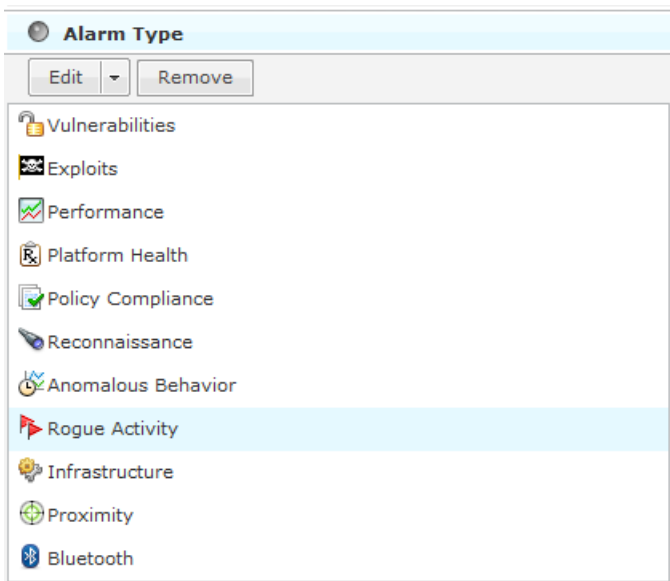 Alarm Type
Edit Remove
Vulnerabilities
Exploits
Performance
Platform Health
Policy Compliance
Reconnaissance
Anomalous Behavior
Rogue Activity
Infrastructure
Proximity
Bluetooth